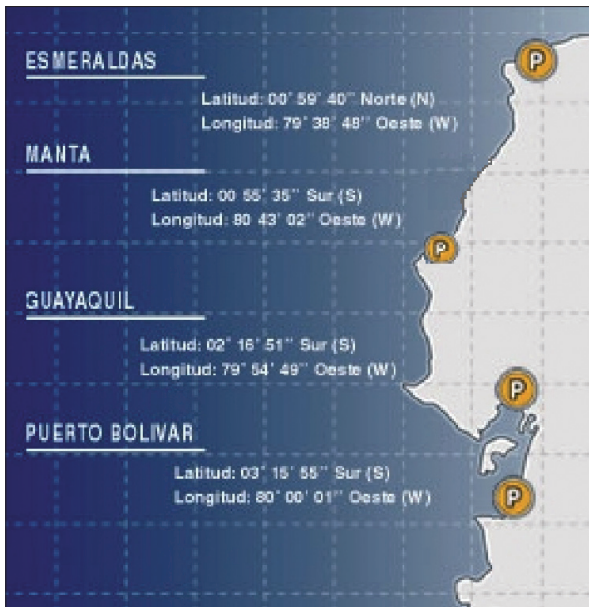 ESMERALDAS
Latitud: 00° 59' 40" Norte (N)
Longitud: 79° 38' 48" Oeste (W)
MANTA
Latitud: 00 55' 35" Sur (S)
Longitud: 80 43' 02" Oeste (W)
GUAYAQUIL
Latitud: 02° 16' 51" Sur (S)
Longitud: 79° 54' 49" Oeste (W)
PUERTO BOLIVAR
Latitud: 03° 15' 55" Sur (S)
Longitud: 80° 00' 01" Oeste (W)
P
P
P
P